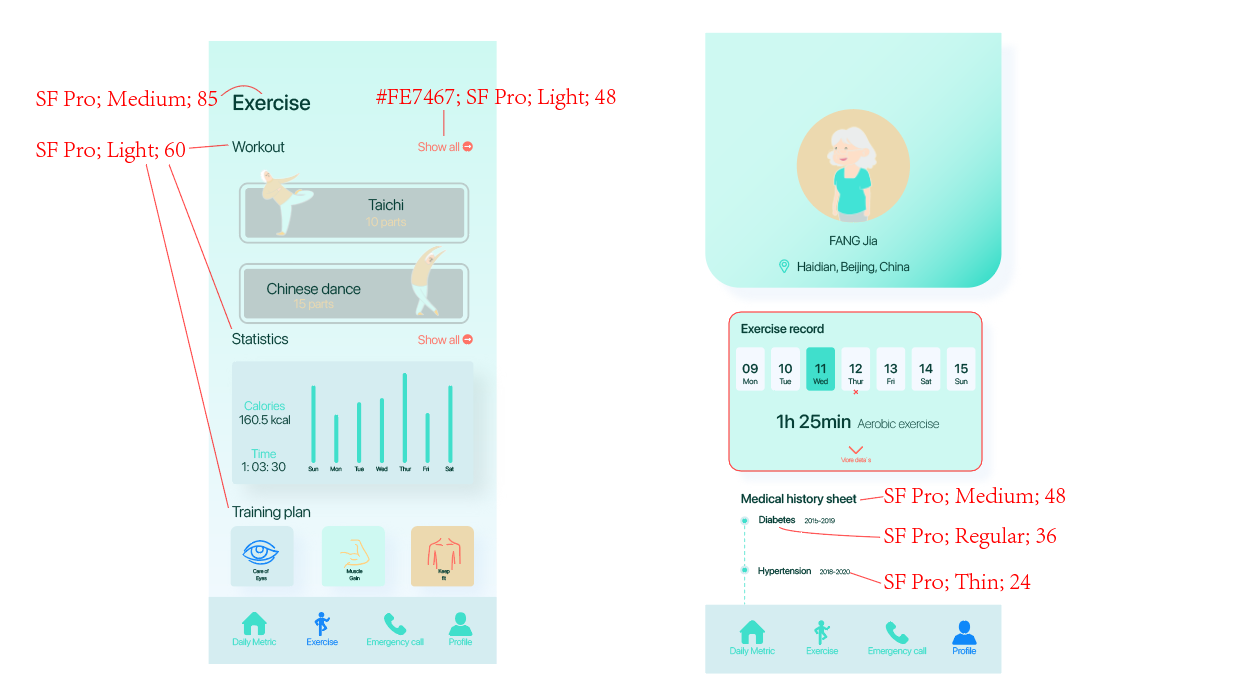 SF Pro; Medium; 85
#FE7467; SF Pro; Light; 48
Exercise
SF Pro; Light; 60
Workout
Show all
Taichi
10 parts
Chinese dance
15 parts
Statistics
Show all
Calories
160.5 kcal
Time
1: 03: 30
Sun Mon Tue Wed Thur Fri Sat
Training plan
Care of
Eyes
Muscle
Gain
Keep
fit
Daily Metric Exercise Emergency call Profile
FANG Jia
Haidian, Beijing, China
Exercise record
09 10 11 12 13 14 15
Mon Tue Wed Thur Fri Sat Sun
1h 25min Aerobic exercise
Medical history sheet
SF Pro; Medium; 48
Diabetes 2015-2019
SF Pro; Regular; 36
Hypertension 2018-2020
SF Pro; Thin; 24
Daily Metric Exercise Emergency call Profile